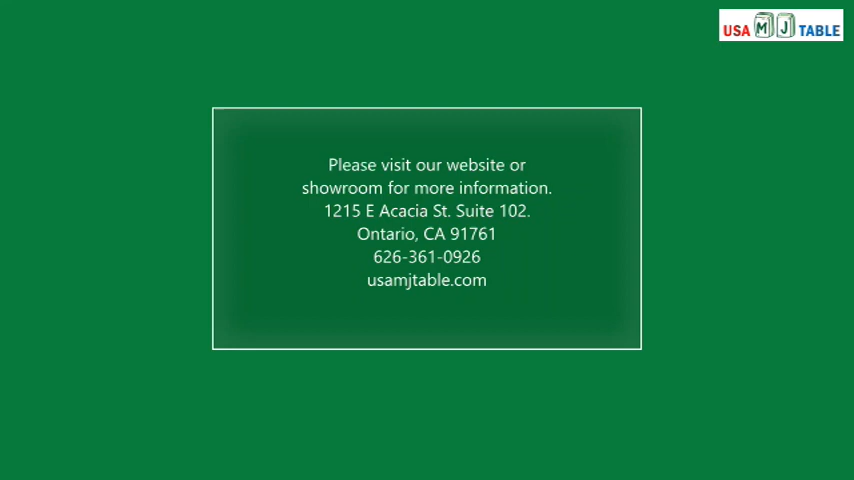 USA MJ TABLE
Please visit our website or
showroom for more information.
1215 E Acacia St. Suite 102.
Ontario, CA 91761
626-361-0926
usamjtable.com